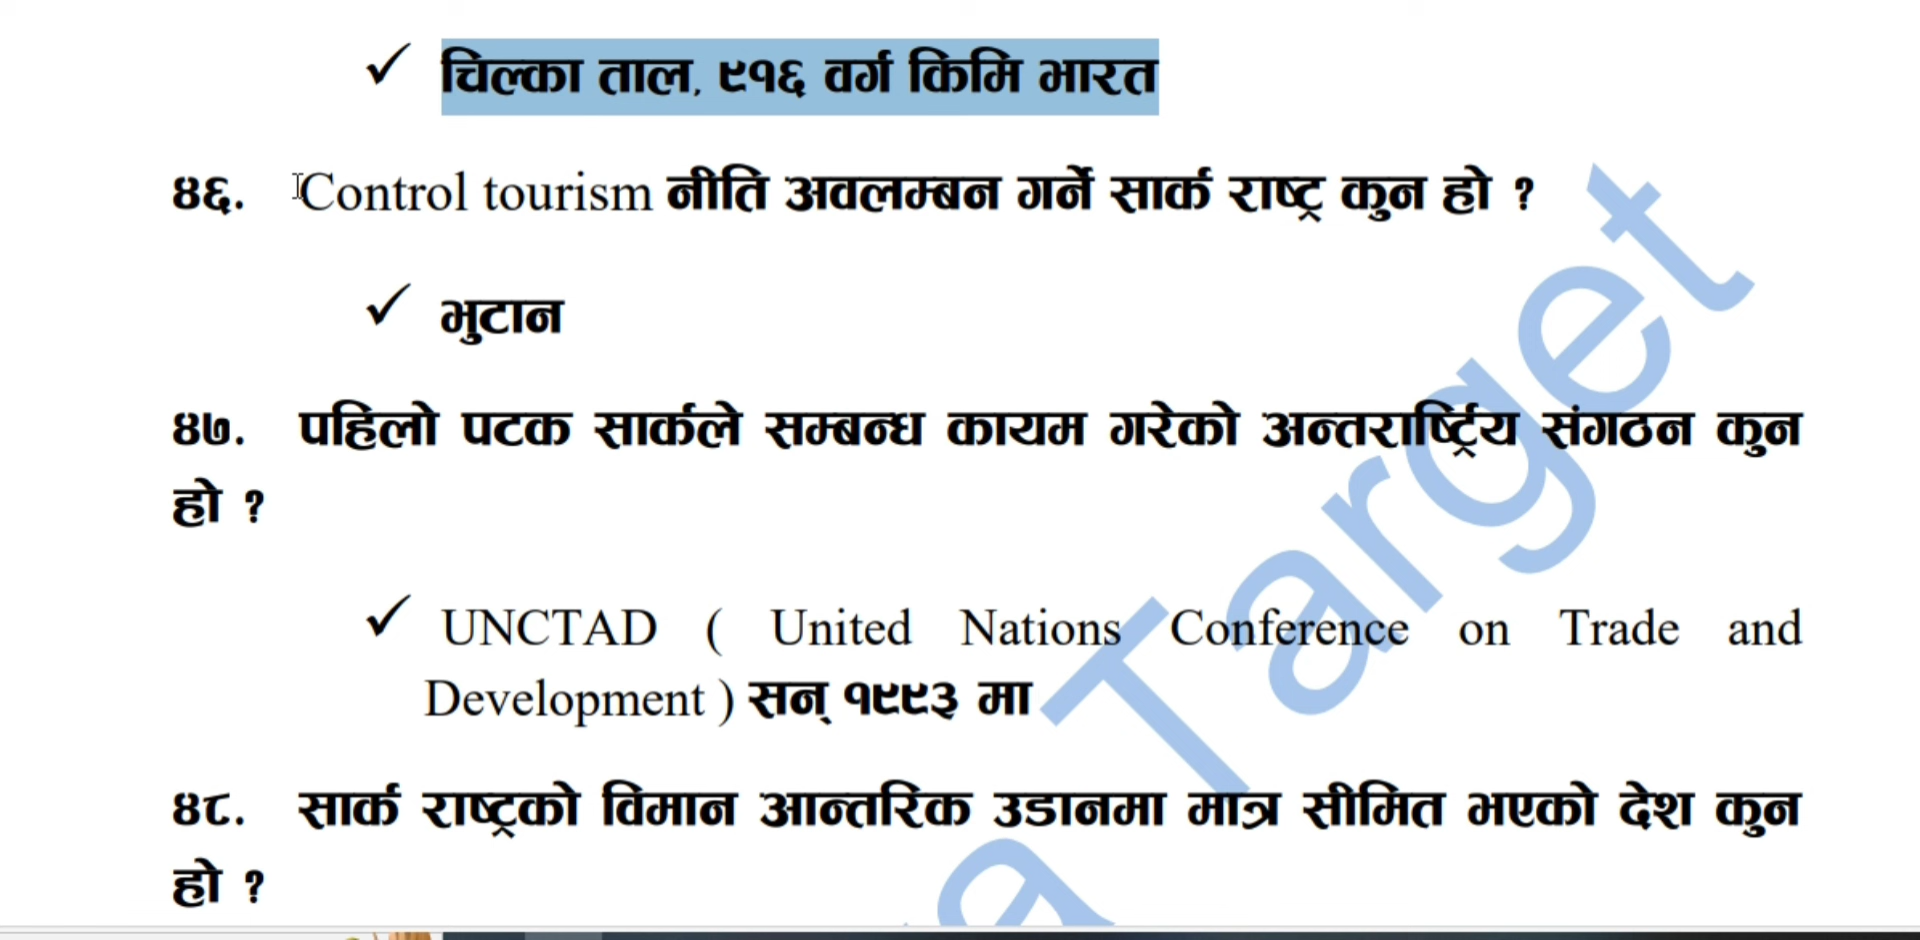 ✓ चिल्का ताल, ९१६ वर्ग किमि भारत
४६. Control tourism नीति अवलम्बन गर्ने सार्क राष्ट्र कुन हो ?
✓ भुटान
४७. पहिलो पटक सार्कले सम्बन्ध कायम गरेको अन्तरार्ष्ट्रिय संगठन कुन
हो ?
✓ UNCTAD ( United Nations Conference on Trade and
Development ) सन् १९९३ मा
४८. सार्क राष्ट्रको विमान आन्तरिक उडानमा मात्र सीमित भएको देश कुन
हो ?
Target